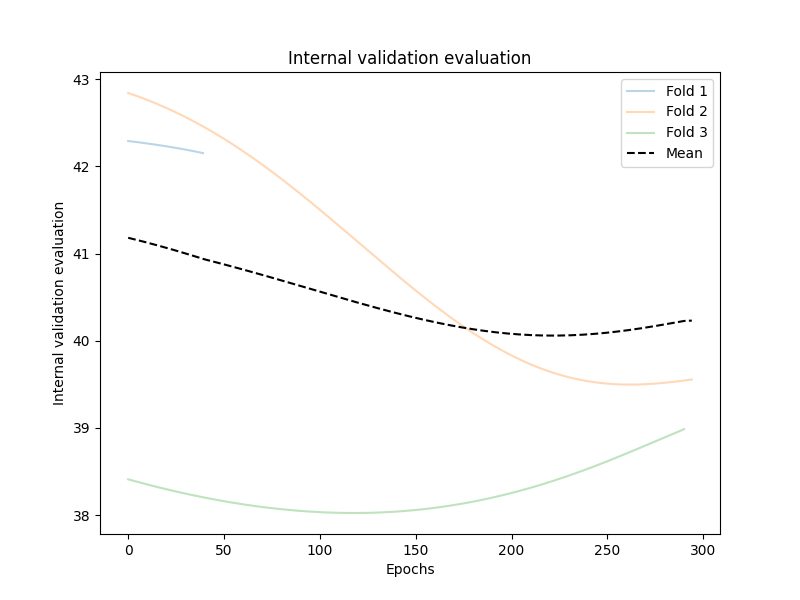 Internal validation evaluation
Internal validation evaluation
43
42
41
40
39
38
Fold 1
Fold 2
Fold 3
Mean
0
50
100
150
200
250
300
Epochs